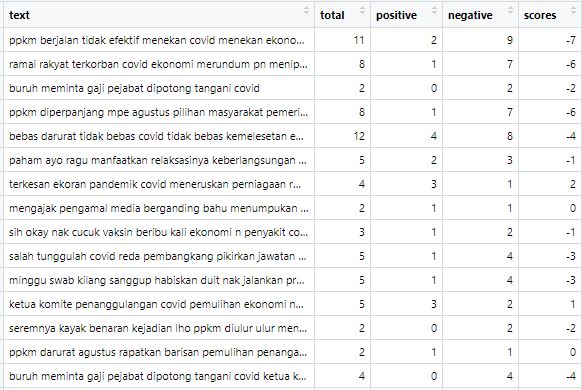 text total positive negative scores
ppkm berjalan tidak efektif menekan covid menekan ekono... 11 2 9 -7
ramai rakyat terkorban covid ekonomi merundum pn menip... 8 1 7 -6
buruh meminta gaji pejabat dipotong tangani covid 2 0 2 -2
ppkm diperpanjang mpe agustus pilihan masyarakat pemeri... 8 1 7 -6
bebas darurat tidak bebas covid tidak bebas kemelesetan e... 12 4 8 -4
paham ayo ragu manfaatkan relaksasinya keberlangsungan ... 5 2 3 -1
terkesan ekoran pandemik covid meneruskan perniagaan r... 4 3 1 2
mengajak pengamal media berganding bahu menumpukan ... 2 1 1 0
sih okay nak cucuk vaksin beribu kali ekonomi n penyakit co... 3 1 2 -1
salah tunggulah covid reda pembangkang pikirkan jawatan ... 5 1 4 -3
minggu swab kilang sanggup habiskan duit nak jalankan pr... 5 1 4 -3
ketua komite penanggulangan covid pemulihan ekonomi n... 5 3 2 1
seremnya kayak benaran kejadian lho ppkm diulur ulur men... 2 0 2 -2
ppkm darurat agustus rapatkan barisan pemulihan penanga... 2 1 1 0
buruh meminta gaji pejabat dipotong tangani covid ketua k... 4 0 4 -4